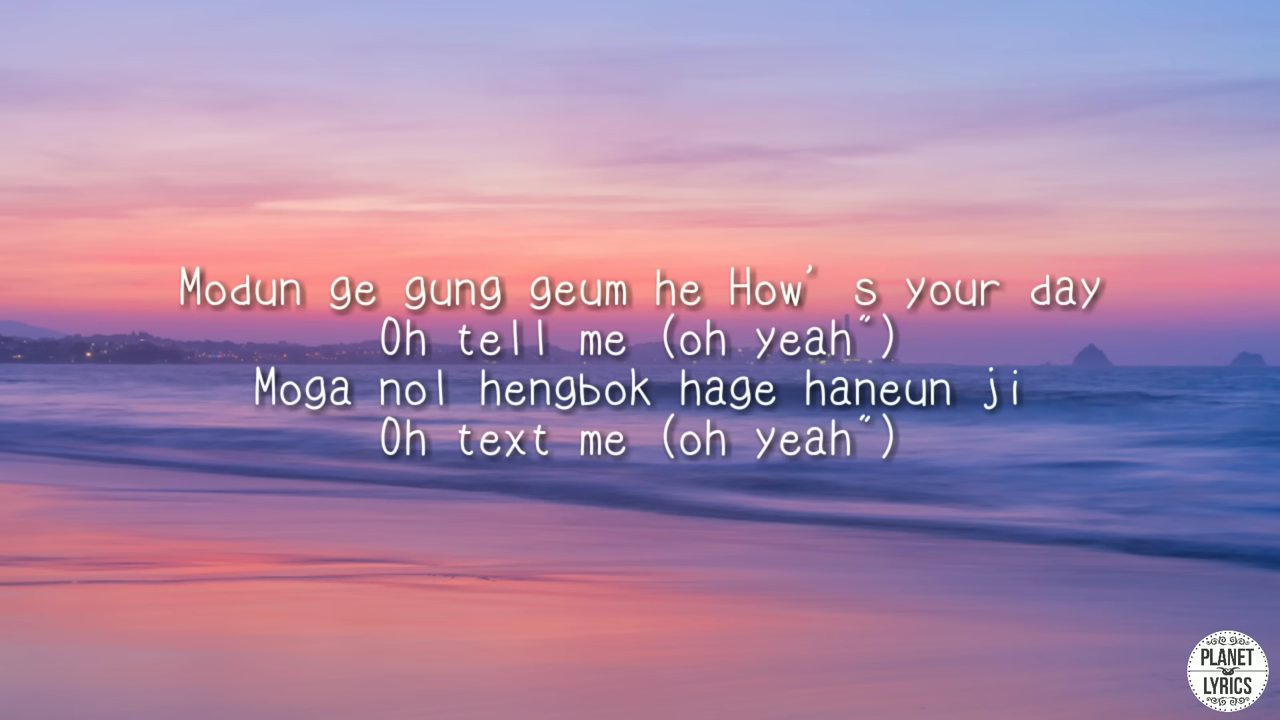 Modun ge gung geum he How's your day
Oh tell me (oh yeah~)
Moga nol hengbok hage haneun ji
Oh text me (oh yeah~)
PLANET
LYRICS